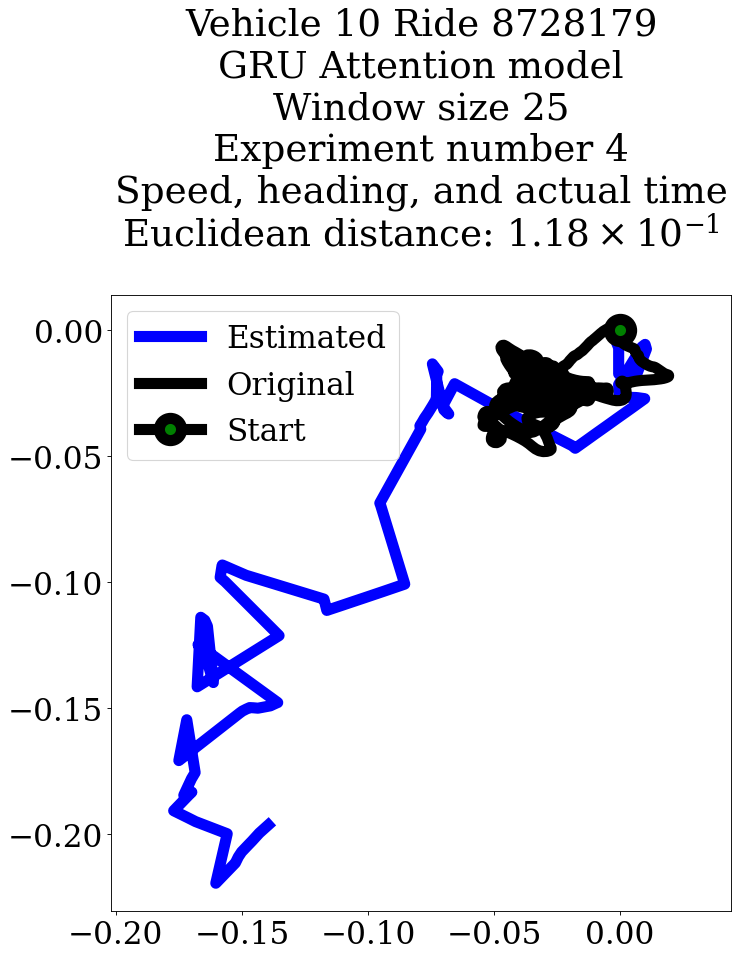 Vehicle 10 Ride 8728179
GRU Attention model
Window size 25
Experiment number 4
Speed, heading, and actual time
Euclidean distance: 1.18 × 10⁻¹
Estimated
Original
Start
0.00
−0.05
−0.10
−0.15
−0.20
−0.20 −0.15 −0.10 −0.05 0.00